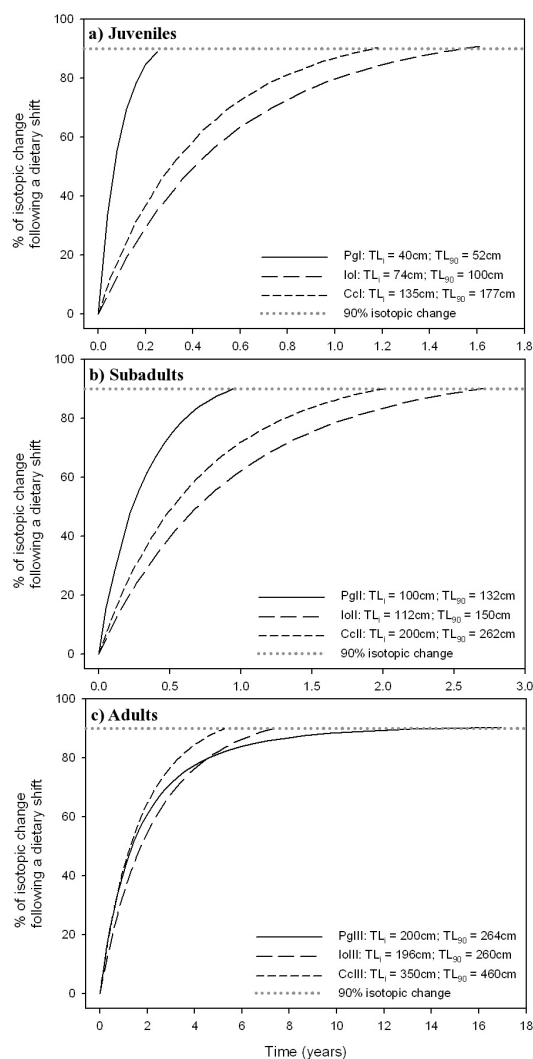 a) Juveniles
% of isotopic change
following a dietary shift
100
80
60
40
20
0
PgI: TLi = 40cm; TL90 = 52cm
IoI: TLi = 74cm; TL90 = 100cm
CcI: TLi = 135cm; TL90 = 177cm
90% isotopic change
0.0 0.2 0.4 0.6 0.8 1.0 1.2 1.4 1.6 1.8
b) Subadults
% of isotopic change
following a dietary shift
100
80
60
40
20
0
PgII: TLi = 100cm; TL90 = 132cm
IoII: TLi = 112cm; TL90 = 150cm
CcII: TLi = 200cm; TL90 = 262cm
90% isotopic change
0.0 0.5 1.0 1.5 2.0 2.5 3.0
c) Adults
% of isotopic change
following a dietary shift
100
80
60
40
20
0
PgIII: TLi = 200cm; TL90 = 264cm
IoIII: TLi = 196cm; TL90 = 260cm
CcIII: TLi = 350cm; TL90 = 460cm
90% isotopic change
0 2 4 6 8 10 12 14 16 18
Time (years)